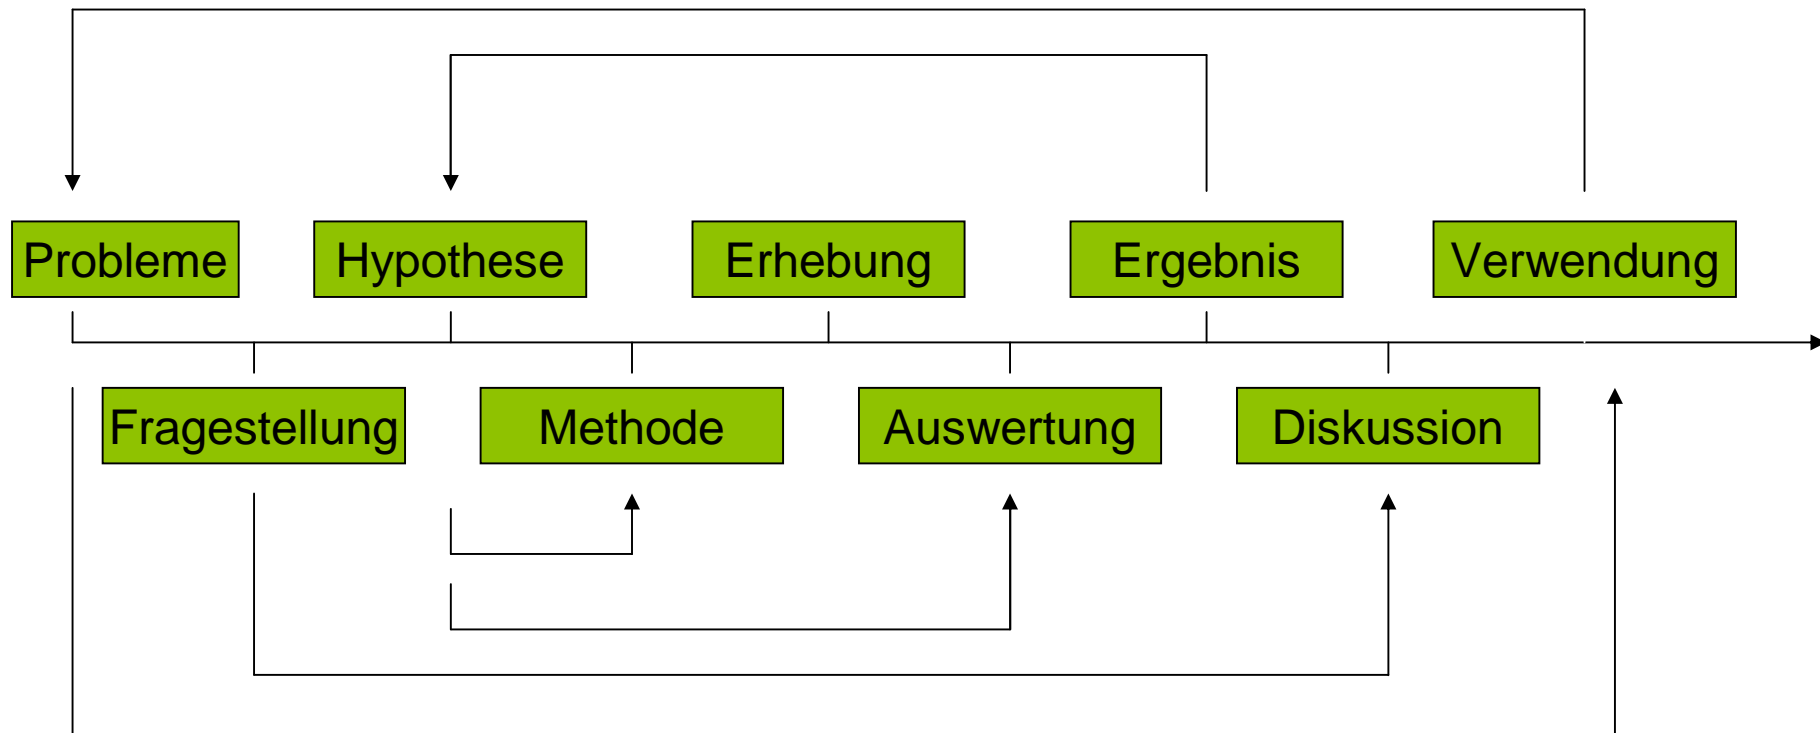 Probleme
Hypothese
Erhebung
Ergebnis
Verwendung
Fragestellung
Methode
Auswertung
Diskussion